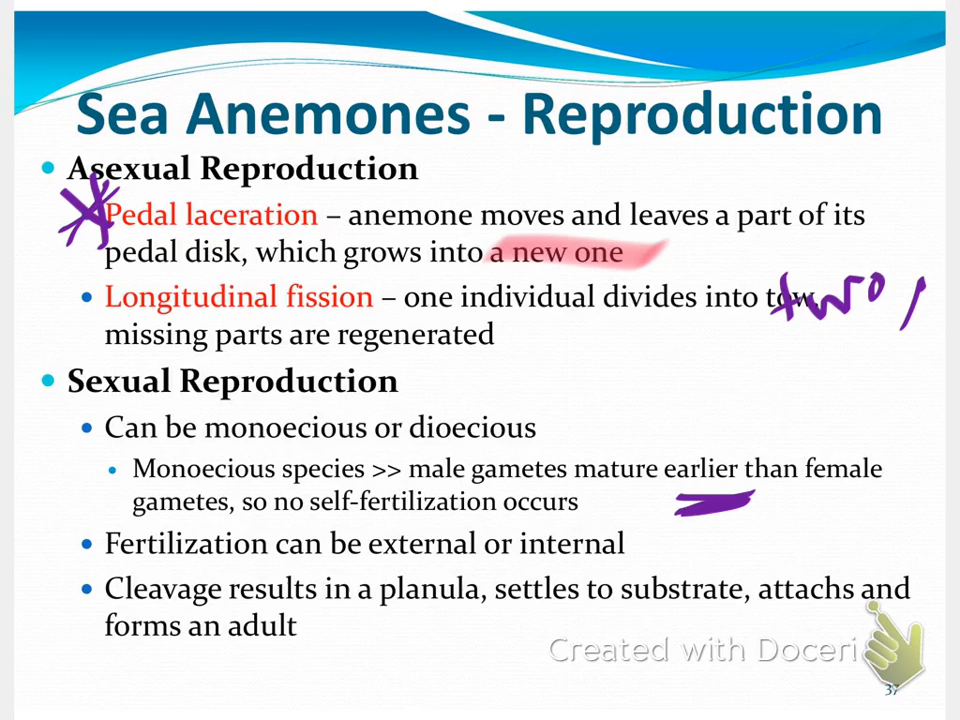 Sea Anemones - Reproduction
• Asexual Reproduction
Pedal laceration – anemone moves and leaves a part of its
pedal disk, which grows into a new one
• Longitudinal fission – one individual divides into tow, two,
missing parts are regenerated
• Sexual Reproduction
• Can be monoecious or dioecious
• Monoecious species >> male gametes mature earlier than female
gametes, so no self-fertilization occurs
• Fertilization can be external or internal
• Cleavage results in a planula, settles to substrate, attachs and
forms an adult
Created with Doceri
37